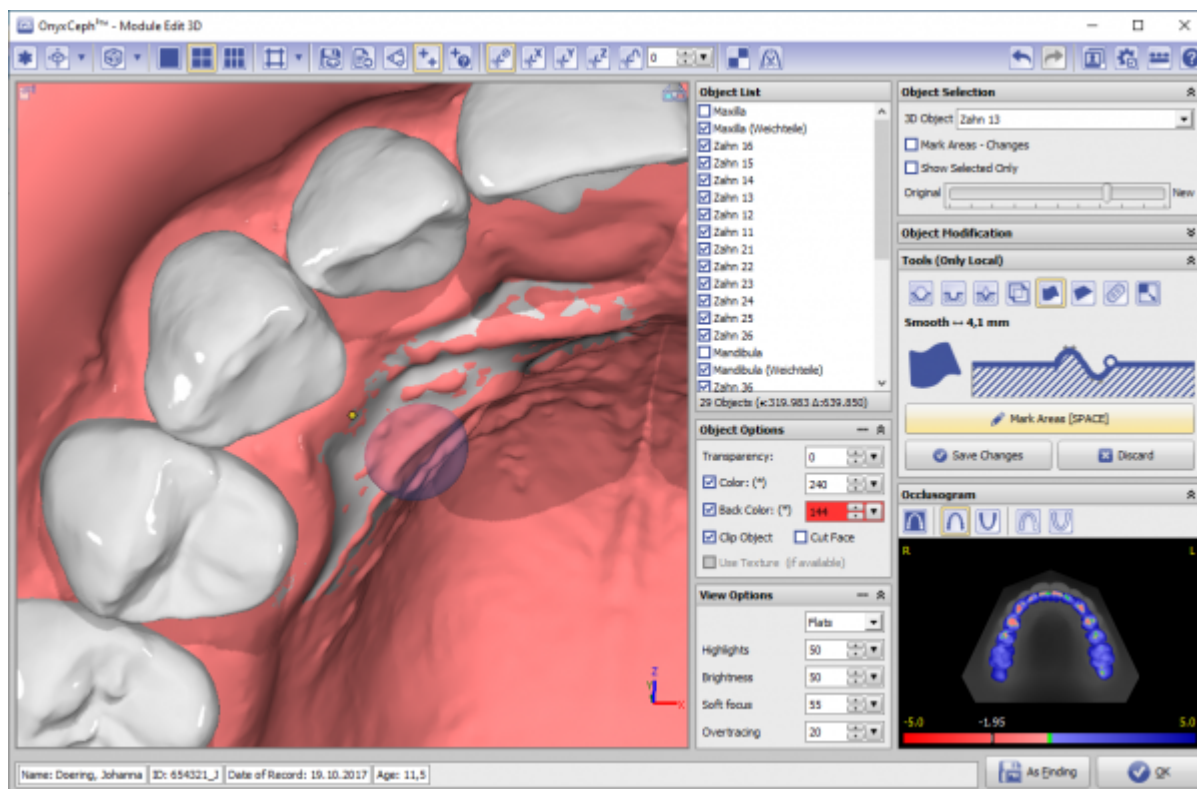 OnyxCeph³™ - Module Edit 3D
0
Object List
Maxilla
Maxilla (Weichteile)
Zahn 16
Zahn 15
Zahn 14
Zahn 13
Zahn 12
Zahn 11
Zahn 21
Zahn 22
Zahn 23
Zahn 24
Zahn 25
Zahn 26
Mandibula
Mandibula (Weichteile)
Zahn 36
29 Objects (•:319.983 Δ:639.850)
Object Options
Transparency: 0
Color: (*) 240
Back Color: (*) 144
Clip Object Cut Face
Use Texture (if available)
View Options
Flats
Highlights 50
Brightness 50
Soft focus 55
Overtracing 20
Object Selection
3D Object Zahn 13
Mark Areas - Changes
Show Selected Only
Original New
Object Modification
Tools (Only Local)
Smooth ↔ 4,1 mm
Mark Areas [SPACE]
Save Changes Discard
Occlusogram
R L
-5.0 -1.95 5.0
Z
Y
X
Name: Doering, Johanna ID: 654321_J Date of Record: 19.10.2017 Age: 11,5
As Finding OK